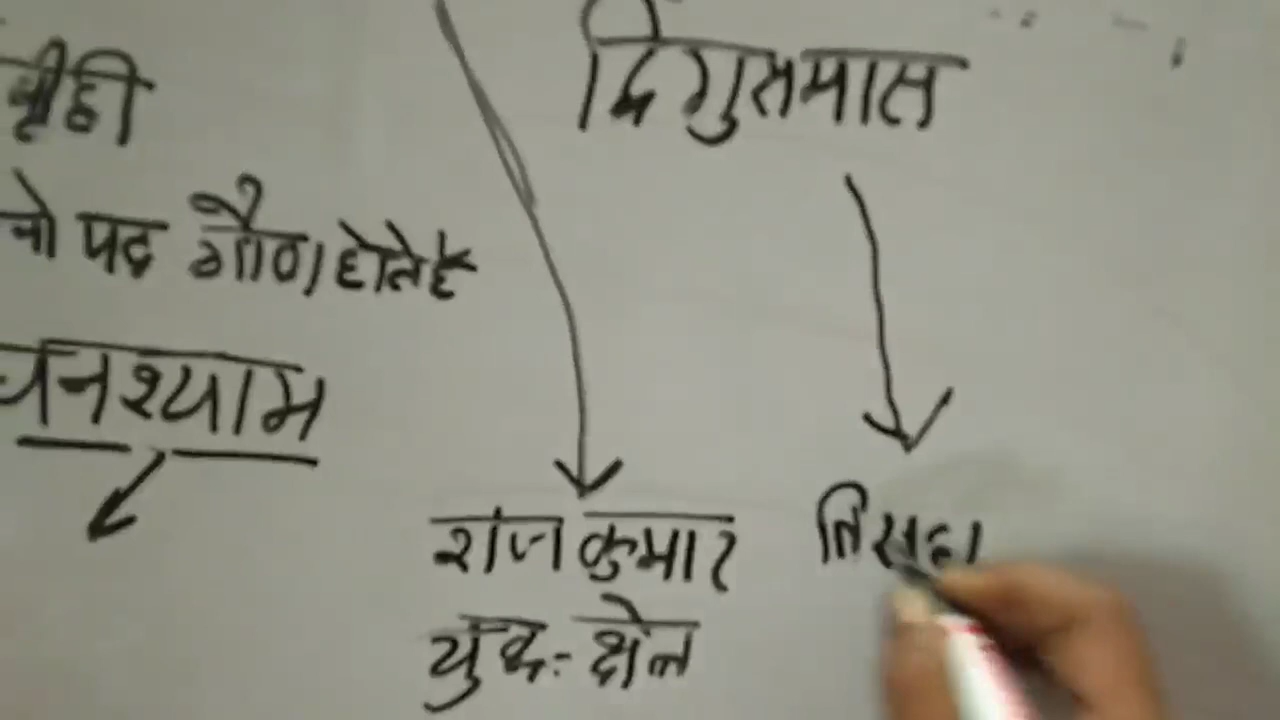 द्विगुसमास
व्रीही
नो पद गौण होते है
घनश्याम
राजकुमार
युद्ध-क्षेत्र